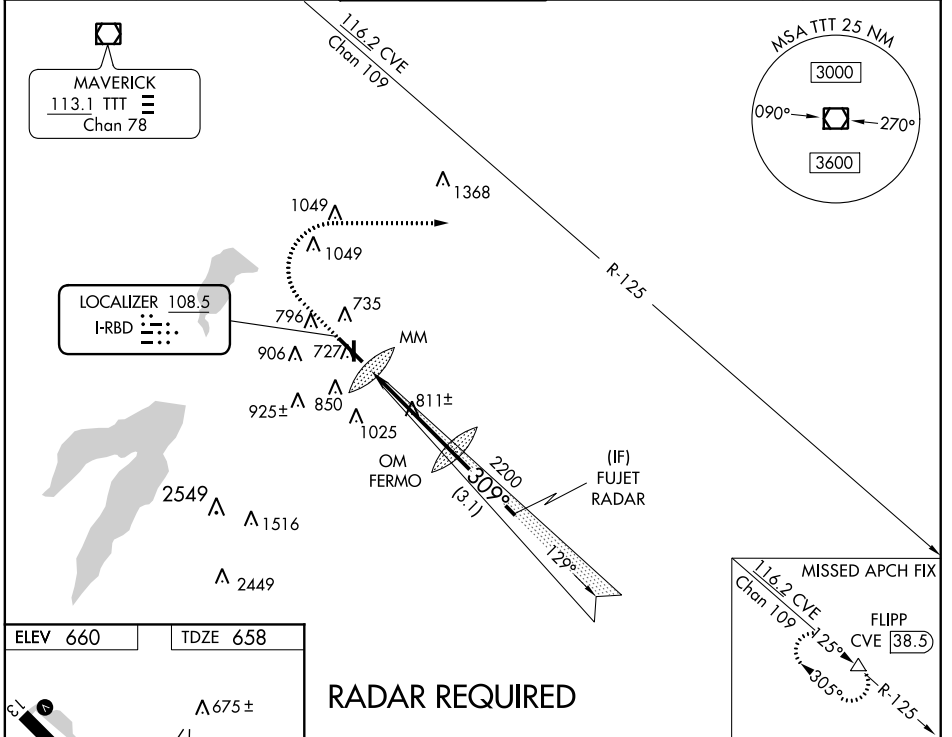 MAVERICK
113.1 TTT
Chan 78
116.2 CVE
Chan 109
MSA TTT 25 NM
3000
090°
270°
3600
1368
1049
1049
R-125
LOCALIZER 108.5
I-RBD
796
735
906
727
MM
925±
850
811±
1025
OM
FERMO
2200
309°
(3.1)
(IF)
FUJET
RADAR
129°
2549
1516
2449
MISSED APCH FIX
116.2 CVE
Chan 109
FLIPP
CVE 38.5
125°
305°
R-125
ELEV 660
TDZE 658
675±
13
V
RADAR REQUIRED